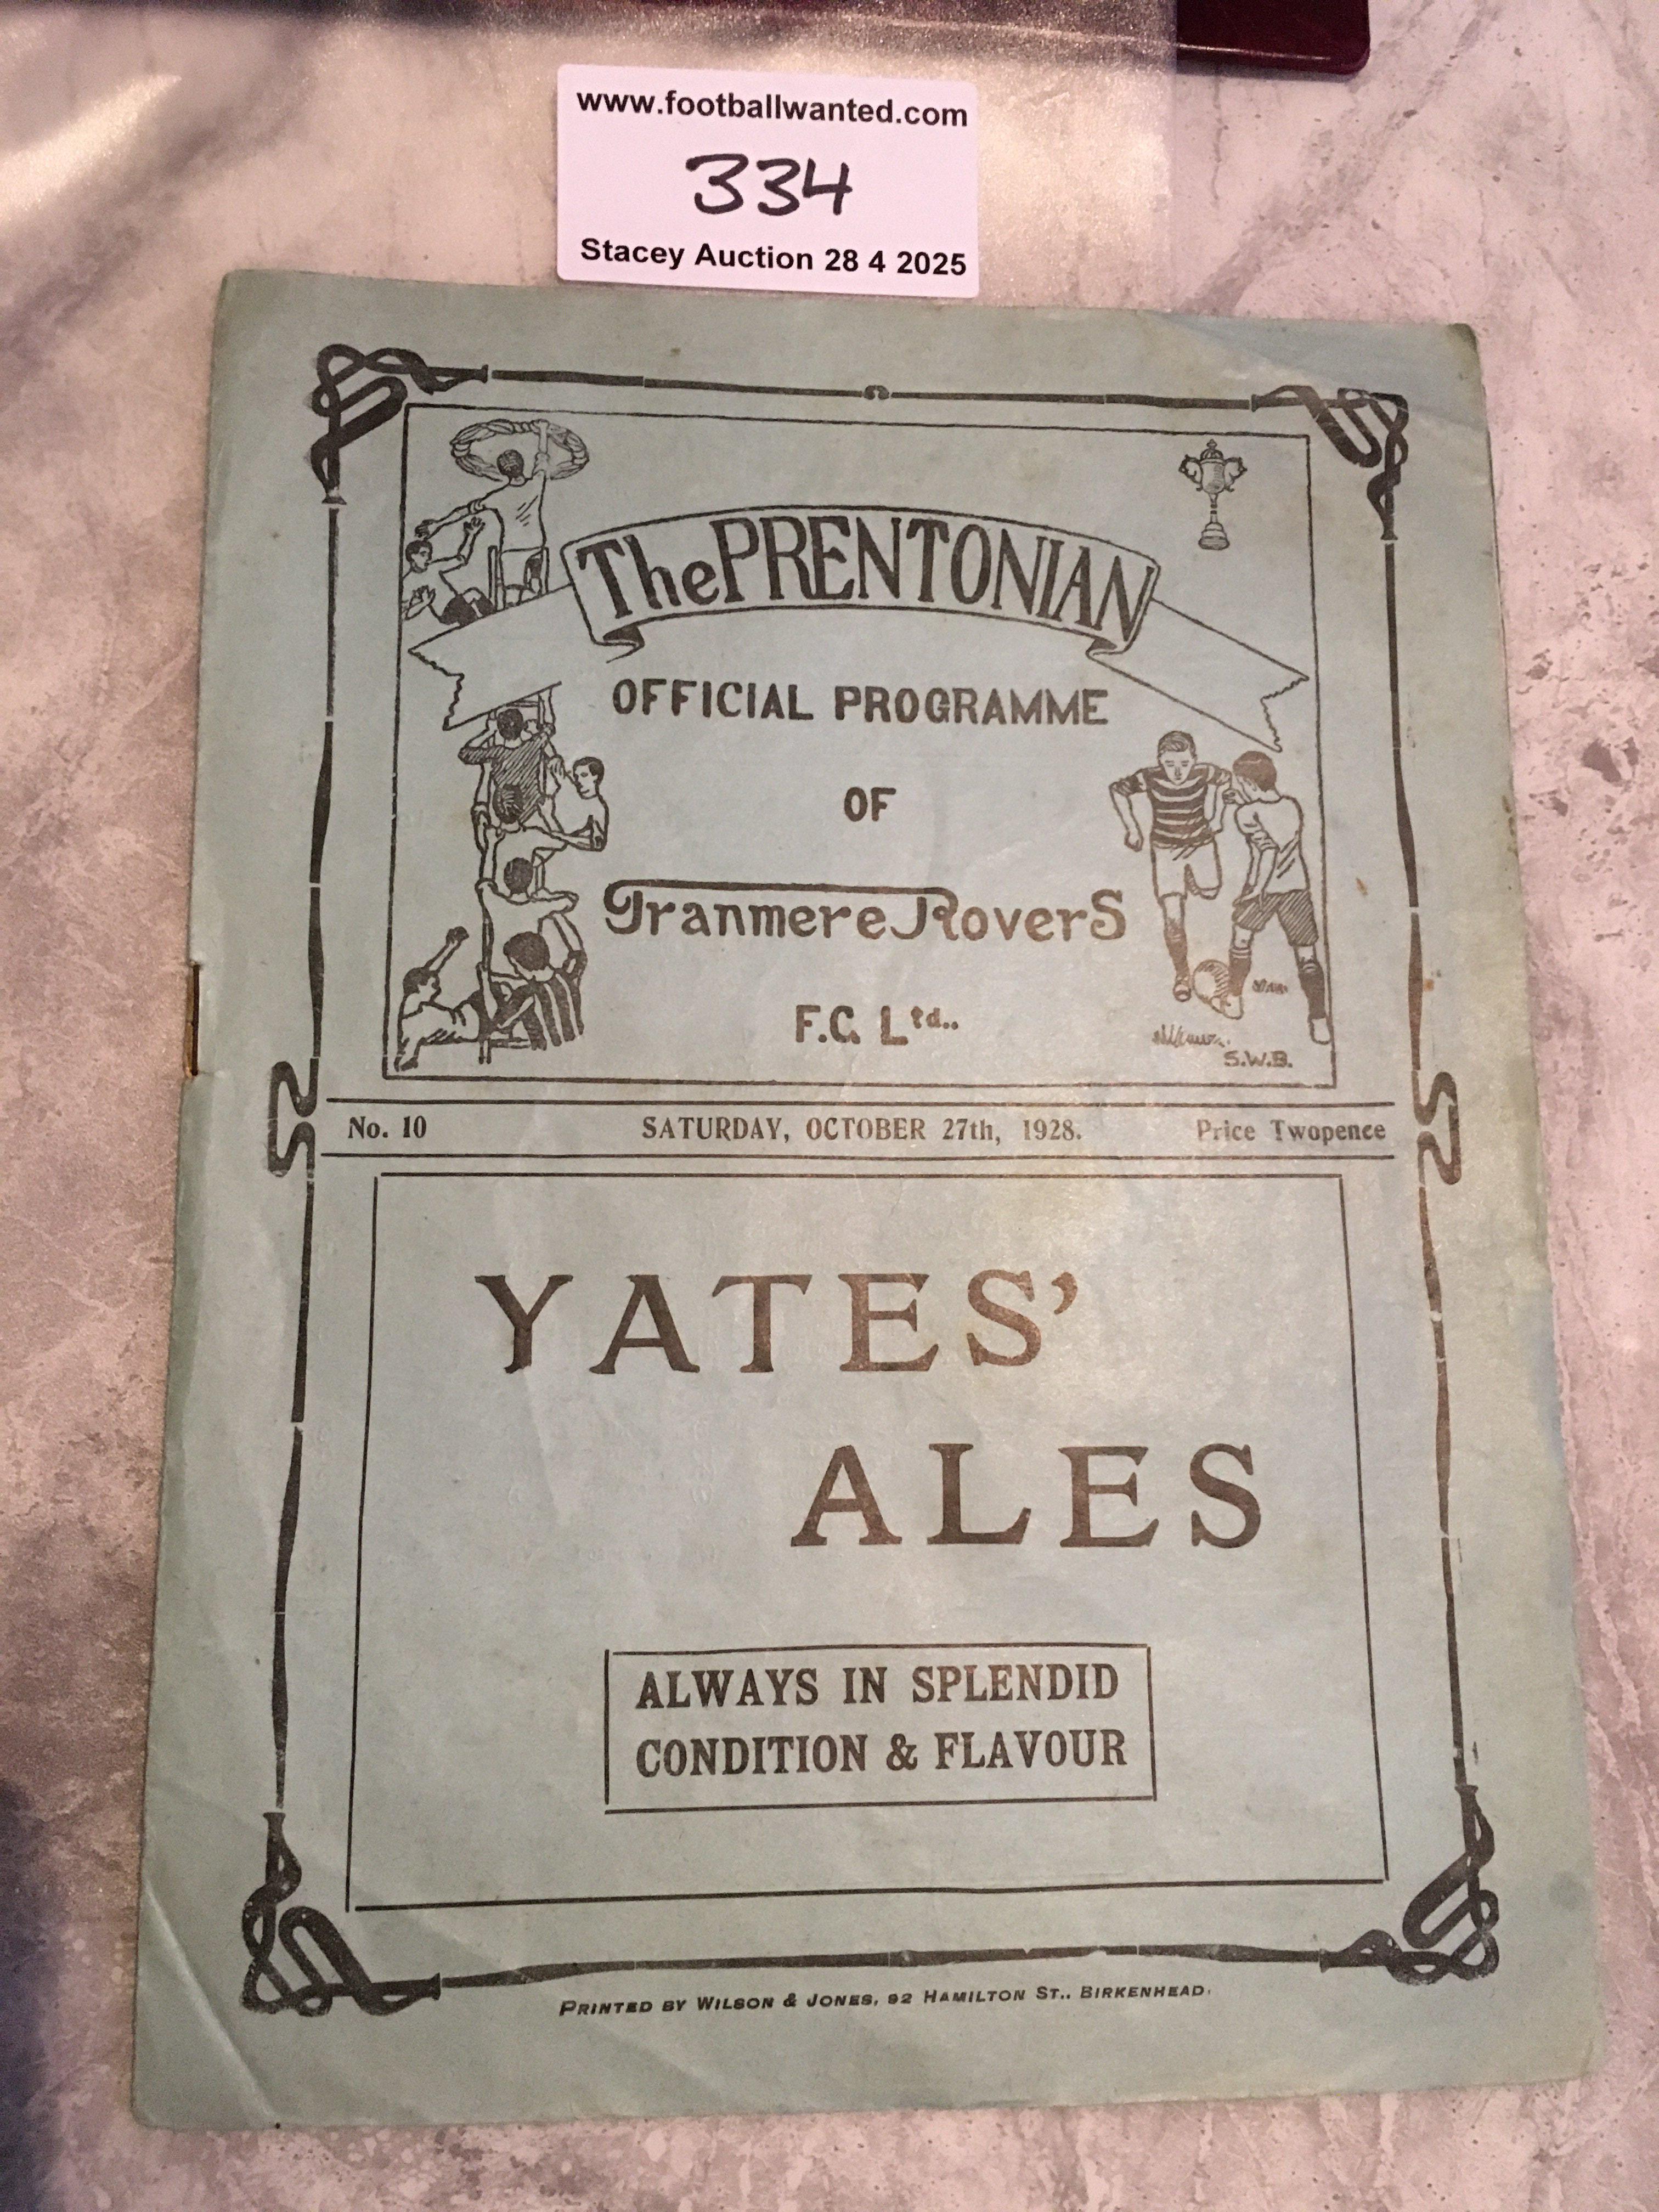 www.footballwanted.com
334
Stacey Auction 28 4 2025
The PRENTONIAN
OFFICIAL PROGRAMME
OF
Tranmere Rovers
F.C. Ltd..
S.W.B.
No. 10 SATURDAY, OCTOBER 27th, 1928. Price Twopence
YATES'
ALES
ALWAYS IN SPLENDID
CONDITION & FLAVOUR
PRINTED BY WILSON & JONES, 92 HAMILTON ST., BIRKENHEAD.